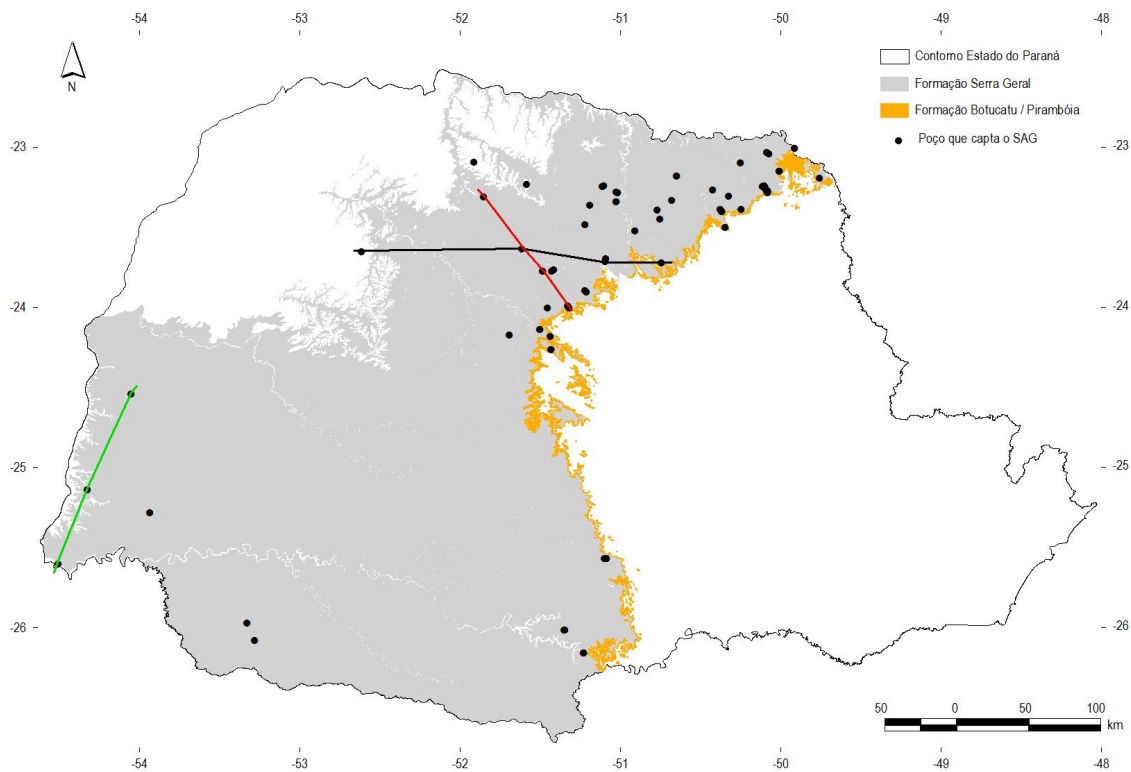 -54 -53 -52 -51 -50 -49 -48
N
Contorno Estado do Paraná
Formação Serra Geral
Formação Botucatu / Pirambóia
Poço que capta o SAG
-23 -23
-24 -24
-25 -25
-26 -26
50 0 50 100
km
-54 -53 -52 -51 -50 -49 -48